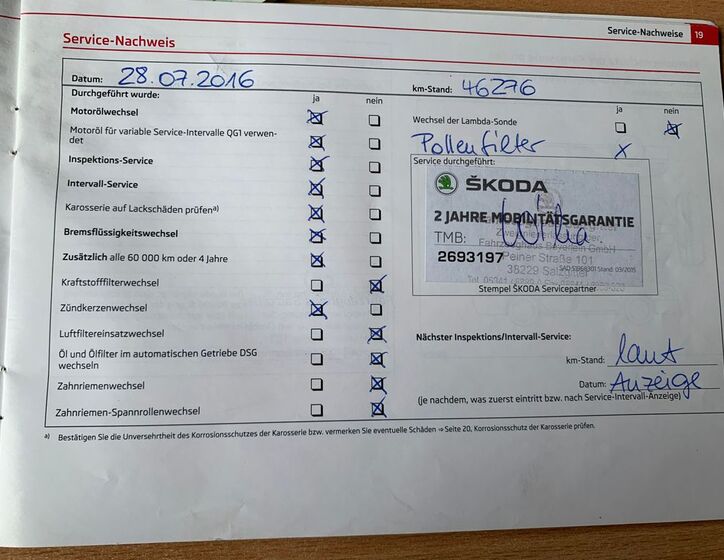 Service-Nachweise 19
Service-Nachweis
Datum: 28.07.2016
km-Stand: 46276
Durchgeführt wurde:
ja nein
Motorölwechsel
Motoröl für variable Service-Intervalle QG1 verwen-
det
Inspektions-Service
Intervall-Service
Karosserie auf Lackschäden prüfen a)
Bremsflüssigkeitswechsel
Zusätzlich alle 60 000 km oder 4 Jahre
Kraftstofffilterwechsel
Zündkerzenwechsel
Luftfiltereinsatzwechsel
Öl und Ölfilter im automatischen Getriebe DSG
wechseln
Zahnriemenwechsel
Zahnriemen-Spannrollenwechsel
ja nein
Wechsel der Lambda-Sonde
Pollenfilter x
Service durchgeführt:
ŠKODA
2 JAHRE MOBILITÄTSGARANTIE
TMB:
2693197
Peiner Straße 101
38229 Salzgitter
Stand: 03/2015
Stempel ŠKODA Servicepartner
Nächster Inspektions/Intervall-Service:
km-Stand: laut
Datum: Anzeige
(je nachdem, was zuerst eintritt bzw. nach Service-Intervall-Anzeige)
a) Bestätigen Sie die Unversehrtheit des Korrosionsschutzes der Karosserie bzw. vermerken Sie eventuelle Schäden ⇒ Seite 20, Korrosionsschutz der Karosserie prüfen.